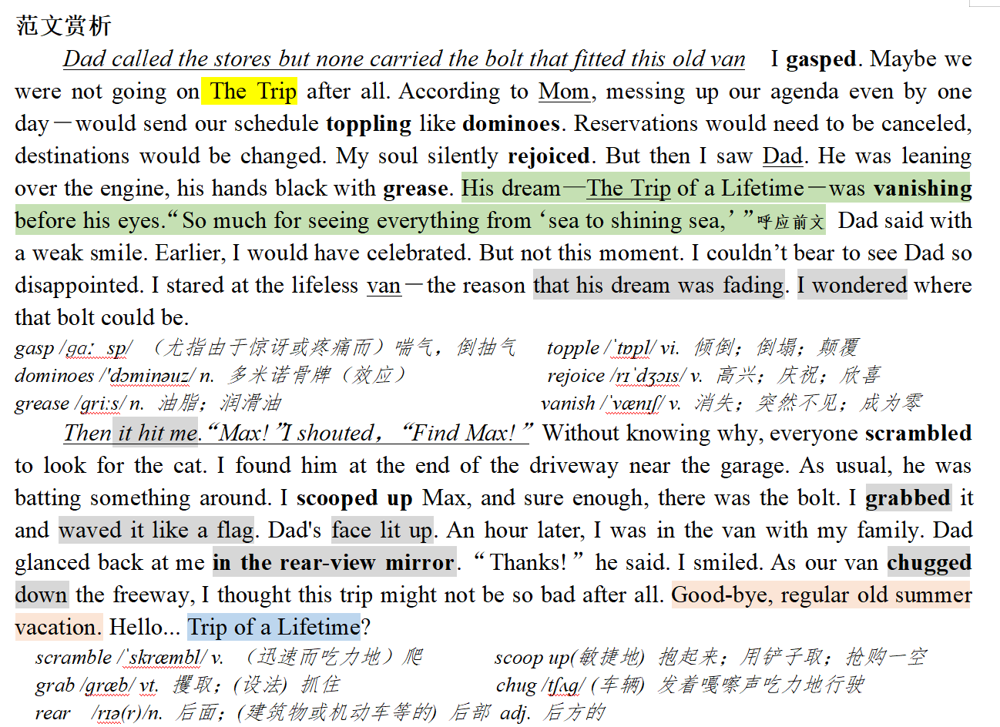 范文赏析
Dad called the stores but none carried the bolt that fitted this old van I gasped. Maybe we
were not going on The Trip after all. According to Mom, messing up our agenda even by one
day－would send our schedule toppling like dominoes. Reservations would need to be canceled,
destinations would be changed. My soul silently rejoiced. But then I saw Dad. He was leaning
over the engine, his hands black with grease. His dream—The Trip of a Lifetime－was vanishing
before his eyes.“So much for seeing everything from ‘sea to shining sea,’ ”呼应前文 Dad said with
a weak smile. Earlier, I would have celebrated. But not this moment. I couldn’t bear to see Dad so
disappointed. I stared at the lifeless van－the reason that his dream was fading. I wondered where
that bolt could be.
gasp /ɡɑː sp/ （尤指由于惊讶或疼痛而）喘气，倒抽气 topple /ˈtɒpl/ vi. 倾倒；倒塌；颠覆
dominoes /'dɔminəuz/ n. 多米诺骨牌（效应） rejoice /rɪˈdʒɔɪs/ v. 高兴；庆祝；欣喜
grease /ɡriːs/ n. 油脂；润滑油 vanish /ˈvænɪʃ/ v. 消失；突然不见；成为零
Then it hit me.“Max!”I shouted，“Find Max!” Without knowing why, everyone scrambled
to look for the cat. I found him at the end of the driveway near the garage. As usual, he was
batting something around. I scooped up Max, and sure enough, there was the bolt. I grabbed it
and waved it like a flag. Dad's face lit up. An hour later, I was in the van with my family. Dad
glanced back at me in the rear-view mirror. “Thanks!” he said. I smiled. As our van chugged
down the freeway, I thought this trip might not be so bad after all. Good-bye, regular old summer
vacation. Hello... Trip of a Lifetime?
scramble /ˈskræmbl/ v. （迅速而吃力地）爬 scoop up(敏捷地) 抱起来；用铲子取；抢购一空
grab /ɡræb/ vt. 攫取；(设法) 抓住 chug /tʃʌɡ/ (车辆) 发着嘎嚓声吃力地行驶
rear /rɪə(r)/n. 后面；(建筑物或机动车等的) 后部 adj. 后方的